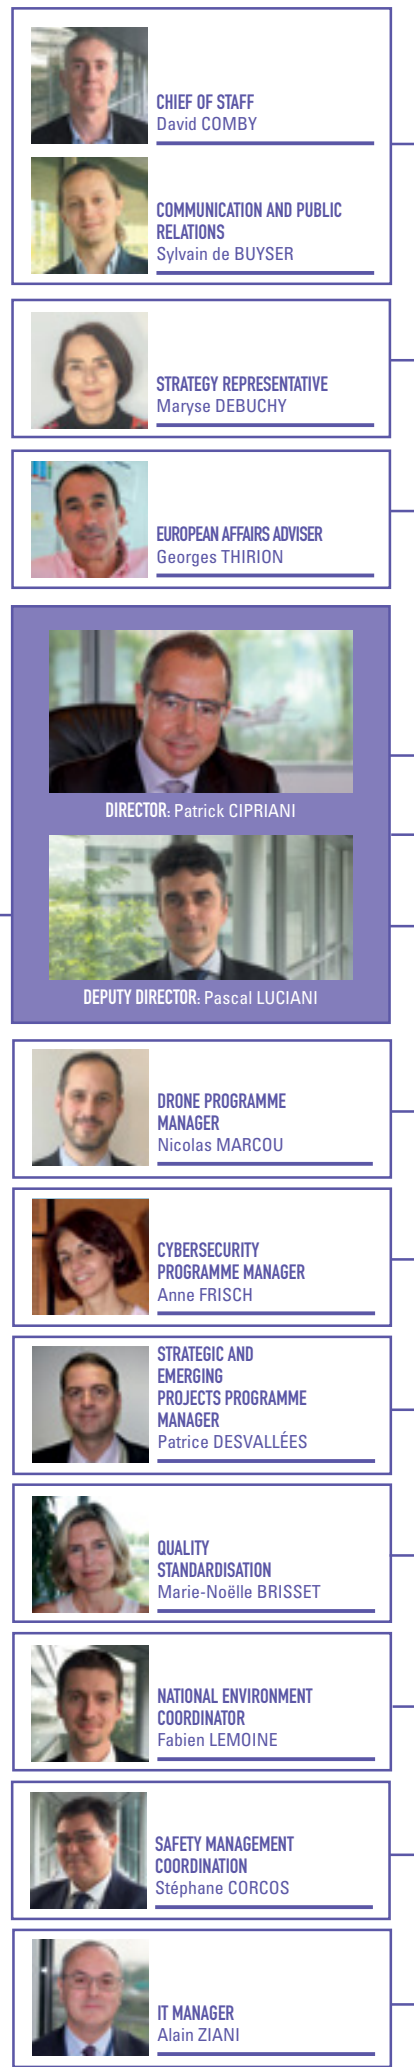 CHIEF OF STAFF
David COMBY
COMMUNICATION AND PUBLIC
RELATIONS
Sylvain de BUYSER
STRATEGY REPRESENTATIVE
Maryse DEBUCHY
EUROPEAN AFFAIRS ADVISER
Georges THIRION
DIRECTOR: Patrick CIPRIANI
DEPUTY DIRECTOR: Pascal LUCIANI
DRONE PROGRAMME
MANAGER
Nicolas MARCOU
CYBERSECURITY
PROGRAMME MANAGER
Anne FRISCH
STRATEGIC AND
EMERGING
PROJECTS PROGRAMME
MANAGER
Patrice DESVALLÉES
QUALITY
STANDARDISATION
Marie-Noëlle BRISSET
NATIONAL ENVIRONMENT
COORDINATOR
Fabien LEMOINE
SAFETY MANAGEMENT
COORDINATION
Stéphane CORCOS
IT MANAGER
Alain ZIANI